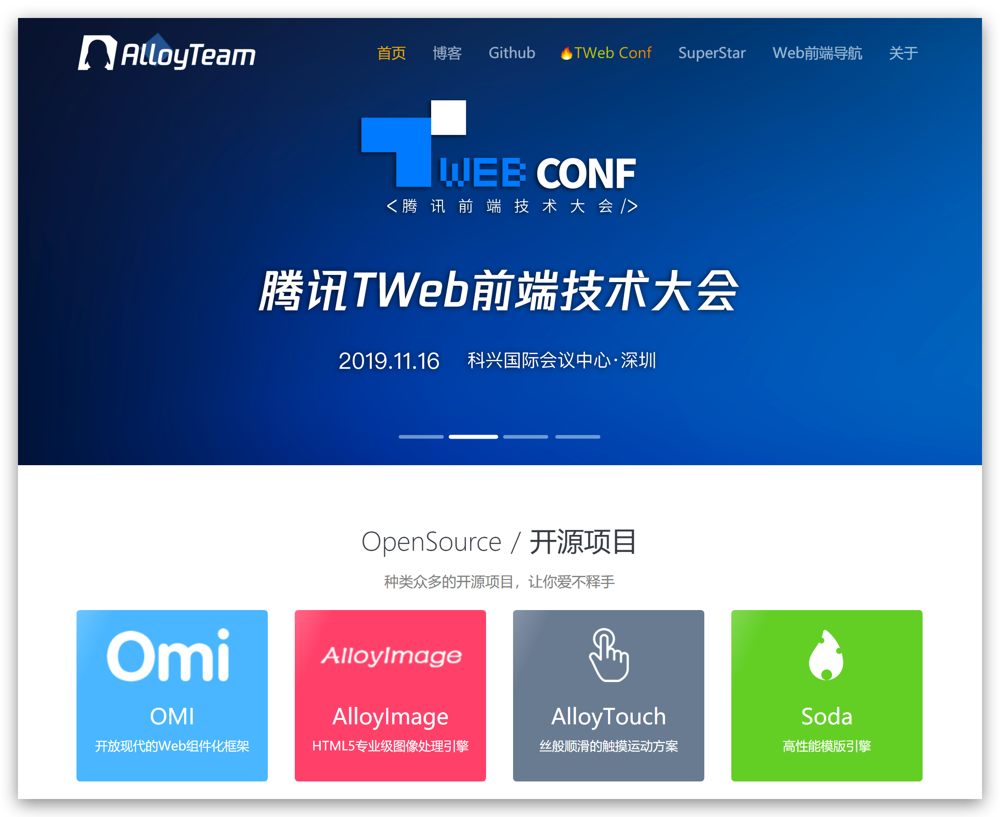 AlloyTeam
首页 博客 Github 🔥TWeb Conf SuperStar Web前端导航 关于
WEB CONF
<腾讯前端技术大会/>
腾讯TWeb前端技术大会
2019.11.16 科兴国际会议中心·深圳
OpenSource / 开源项目
种类众多的开源项目，让你爱不释手
Omi AlloyImage
OMI AlloyImage AlloyTouch Soda
开放现代的Web组件化框架 HTML5专业级图像处理引擎 丝般顺滑的触摸运动方案 高性能模版引擎